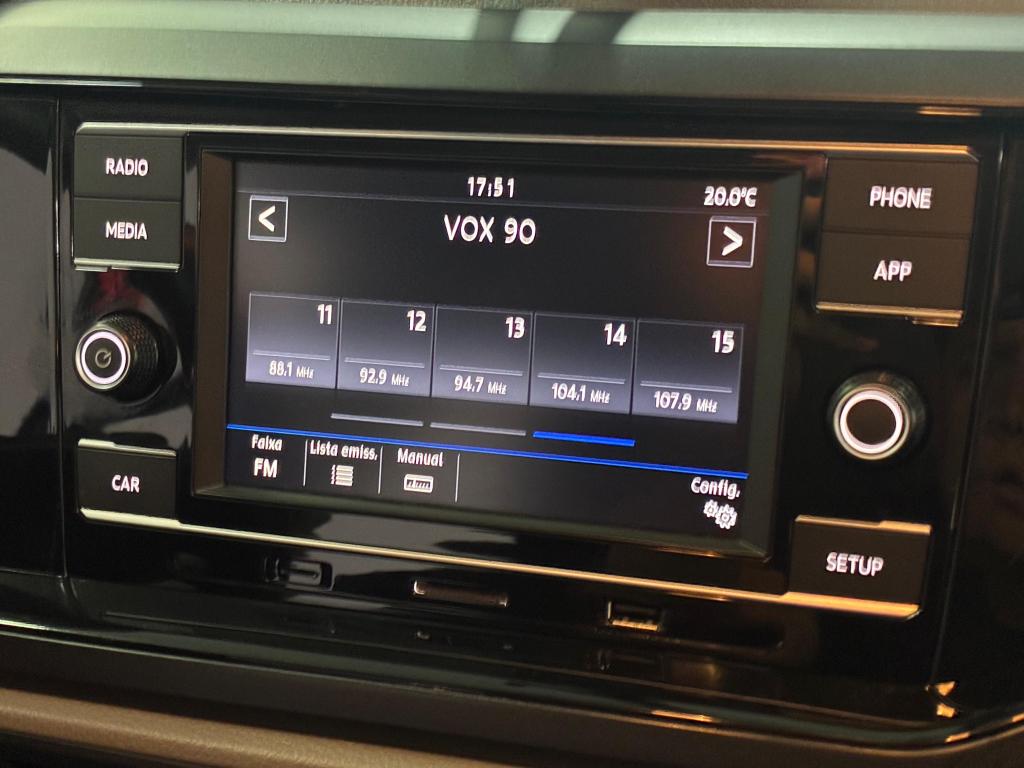 RADIO
MEDIA
CAR
17:51
20.0°C
<
VOX 90
>
11
12
13
14
15
88.1 MHz
92.9 MHz
94.7 MHz
104.1 MHz
107.9 MHz
Faixa
FM
Lista emiss.
Manual
Config.
PHONE
APP
SETUP